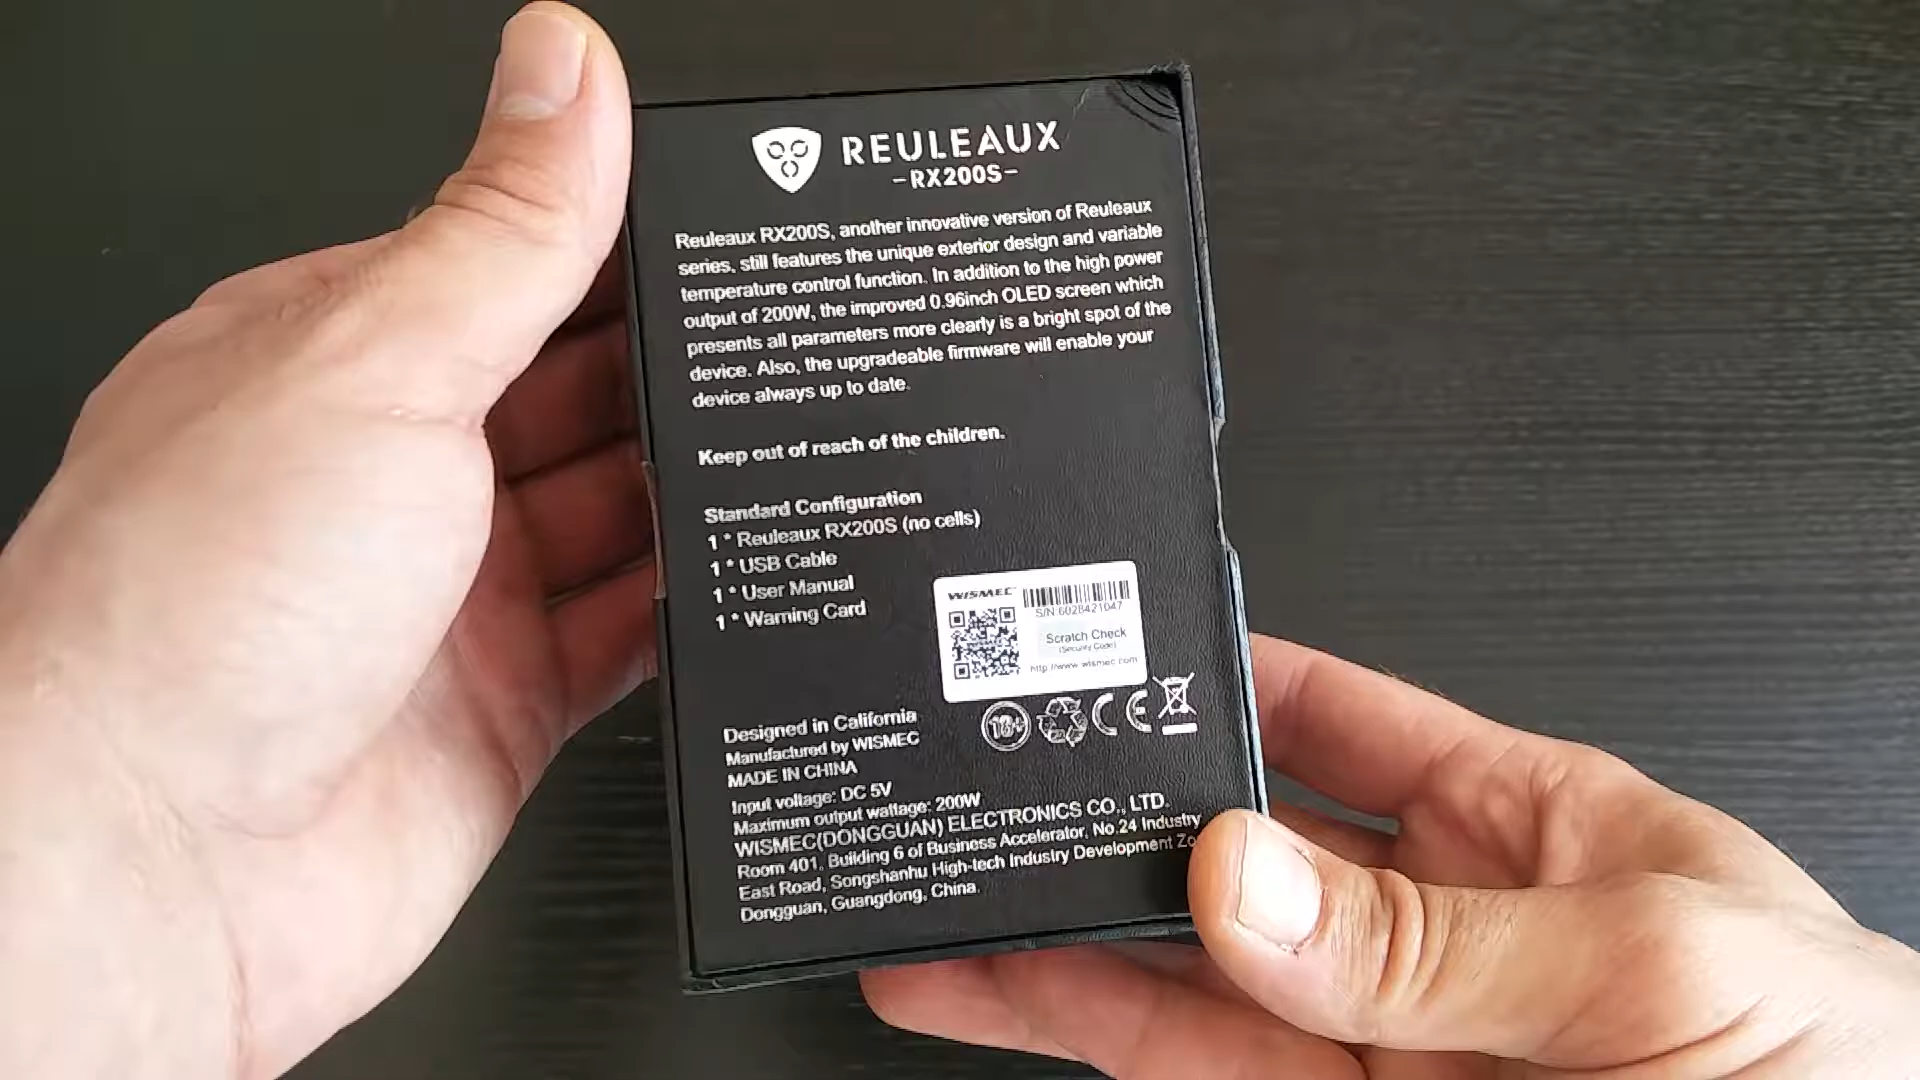 REULEAUX
-RX200S-
Reuleaux RX200S, another innovative version of Reuleaux
series, still features the unique exterior design and variable
temperature control function. In addition to the high power
output of 200W, the improved 0.96inch OLED screen which
presents all parameters more clearly is a bright spot of the
device. Also, the upgradeable firmware will enable your
device always up to date.
Keep out of reach of the children.
Standard Configuration
1 * Reuleaux RX200S (no cells)
1 * USB Cable
1 * User Manual
1 * Warning Card
WISMEC
S/N:6028421047
Scratch Check
(Security Code)
http://www.wismec.com
18+
CE
Designed in California
Manufactured by WISMEC
MADE IN CHINA
Input voltage: DC 5V
Maximum output wattage: 200W
WISMEC(DONGGUAN) ELECTRONICS CO., LTD.
Room 401, Building 6 of Business Accelerator, No.24 Industry
East Road, Songshanhu High-tech Industry Development Zo
Dongguan, Guangdong, China.